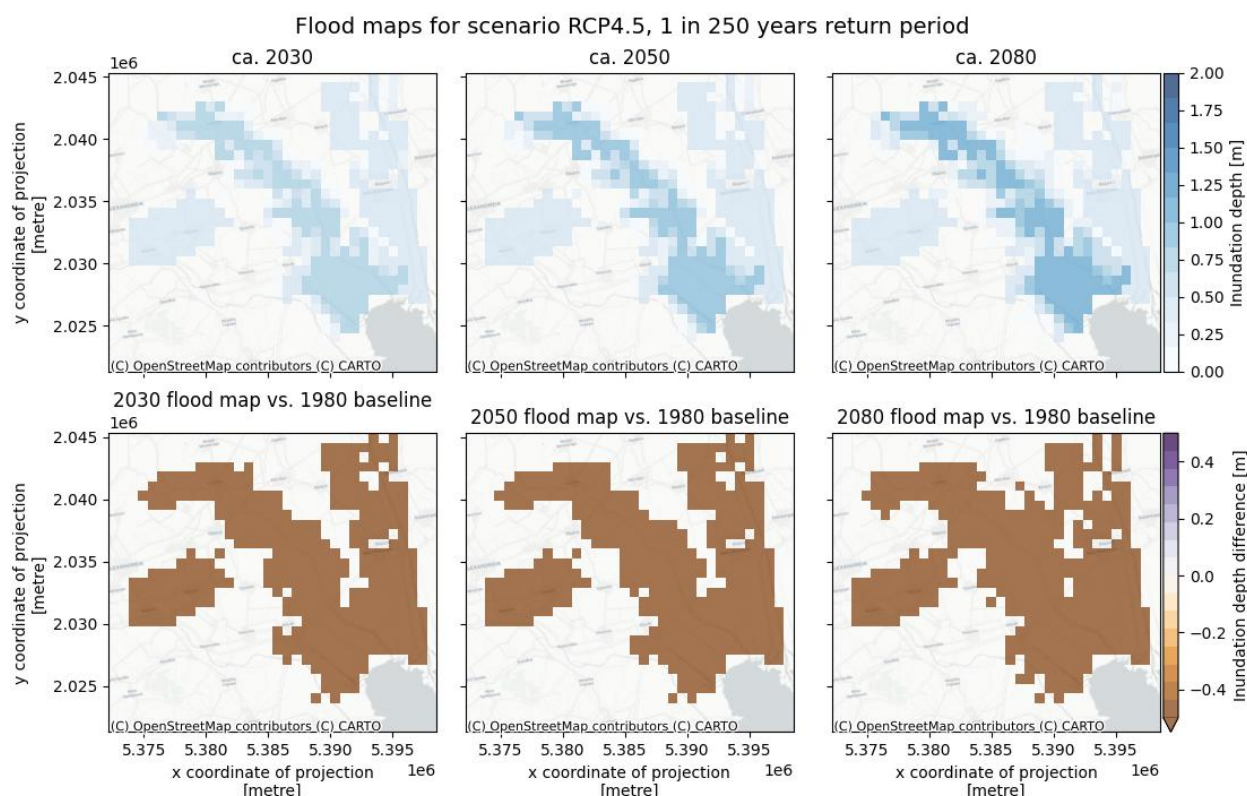 Flood maps for scenario RCP4.5, 1 in 250 years return period
ca. 2030
ca. 2050
ca. 2080
1e6
2.045
2.040
2.035
2.030
2.025
y coordinate of projection
[metre]
(C) OpenStreetMap contributors (C) CARTO
(C) OpenStreetMap contributors (C) CARTO
(C) OpenStreetMap contributors (C) CARTO
2.00
1.75
1.50
1.25
1.00
0.75
0.50
0.25
0.00
Inundation depth [m]
2030 flood map vs. 1980 baseline
2050 flood map vs. 1980 baseline
2080 flood map vs. 1980 baseline
1e6
2.045
2.040
2.035
2.030
2.025
y coordinate of projection
[metre]
(C) OpenStreetMap contributors (C) CARTO
(C) OpenStreetMap contributors (C) CARTO
(C) OpenStreetMap contributors (C) CARTO
0.4
0.2
0.0
−0.2
−0.4
Inundation depth difference [m]
5.375 5.380 5.385 5.390 5.395
1e6
x coordinate of projection
[metre]
5.375 5.380 5.385 5.390 5.395
1e6
x coordinate of projection
[metre]
5.375 5.380 5.385 5.390 5.395
1e6
x coordinate of projection
[metre]